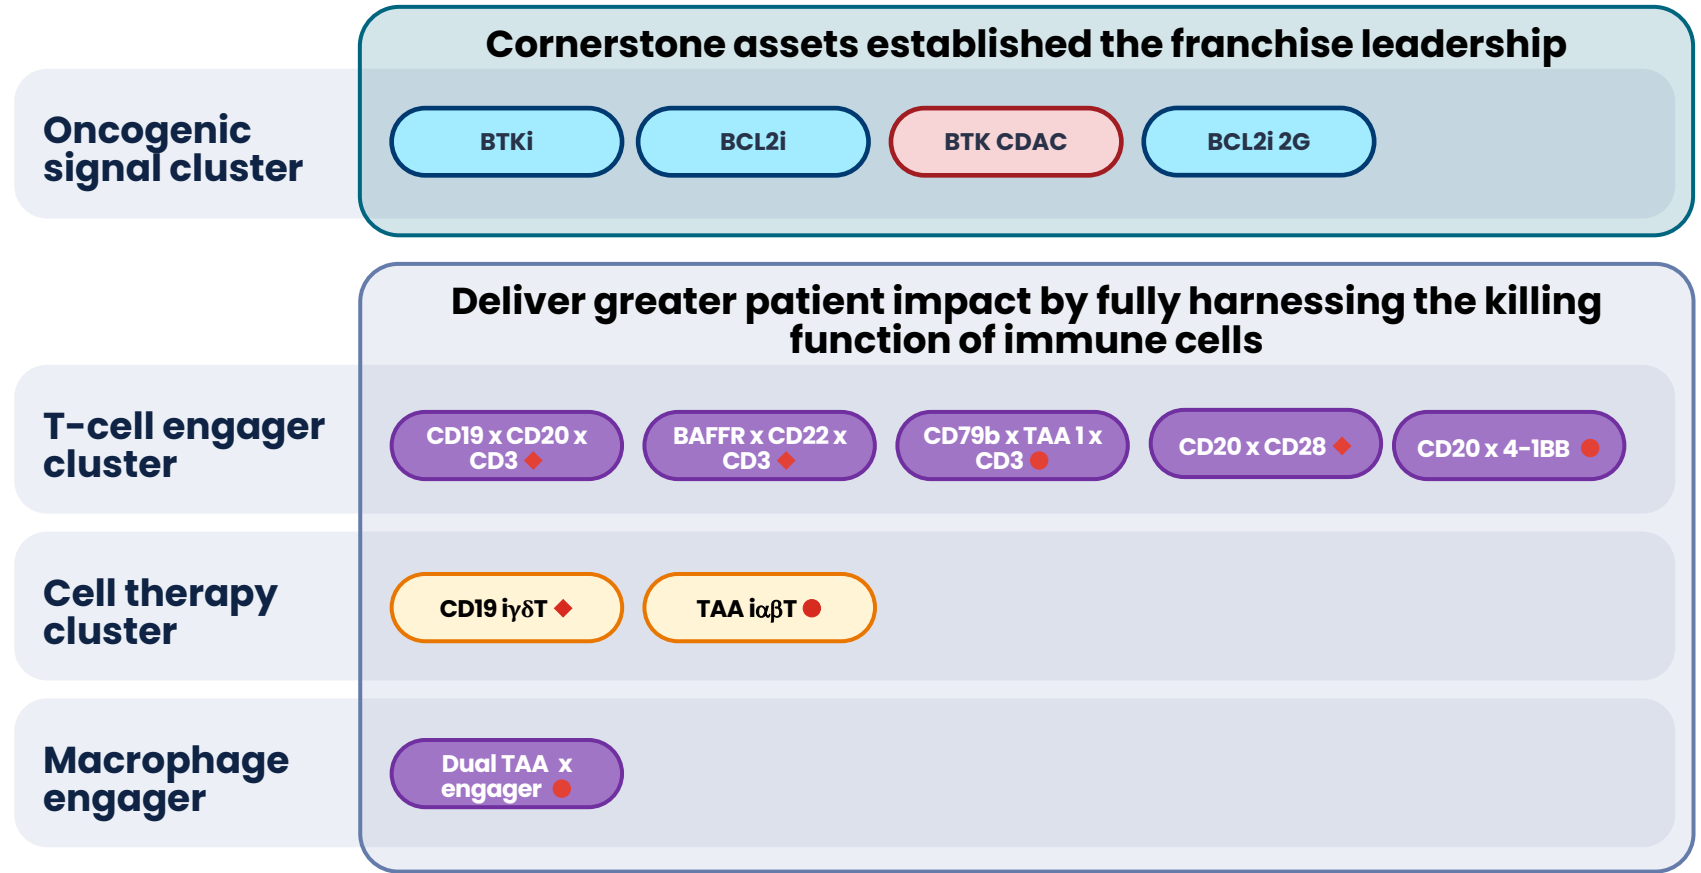 Cornerstone assets established the franchise leadership
Oncogenic
signal cluster
BTKi
BCL2i
BTK CDAC
BCL2i 2G
Deliver greater patient impact by fully harnessing the killing
function of immune cells
T-cell engager
cluster
CD19 x CD20 x
CD3
BAFFR x CD22 x
CD3
CD79b x TAA 1 x
CD3
CD20 x CD28
CD20 x 4-1BB
Cell therapy
cluster
CD19 iγδT
TAA iαβT
Macrophage
engager
Dual TAA x
engager